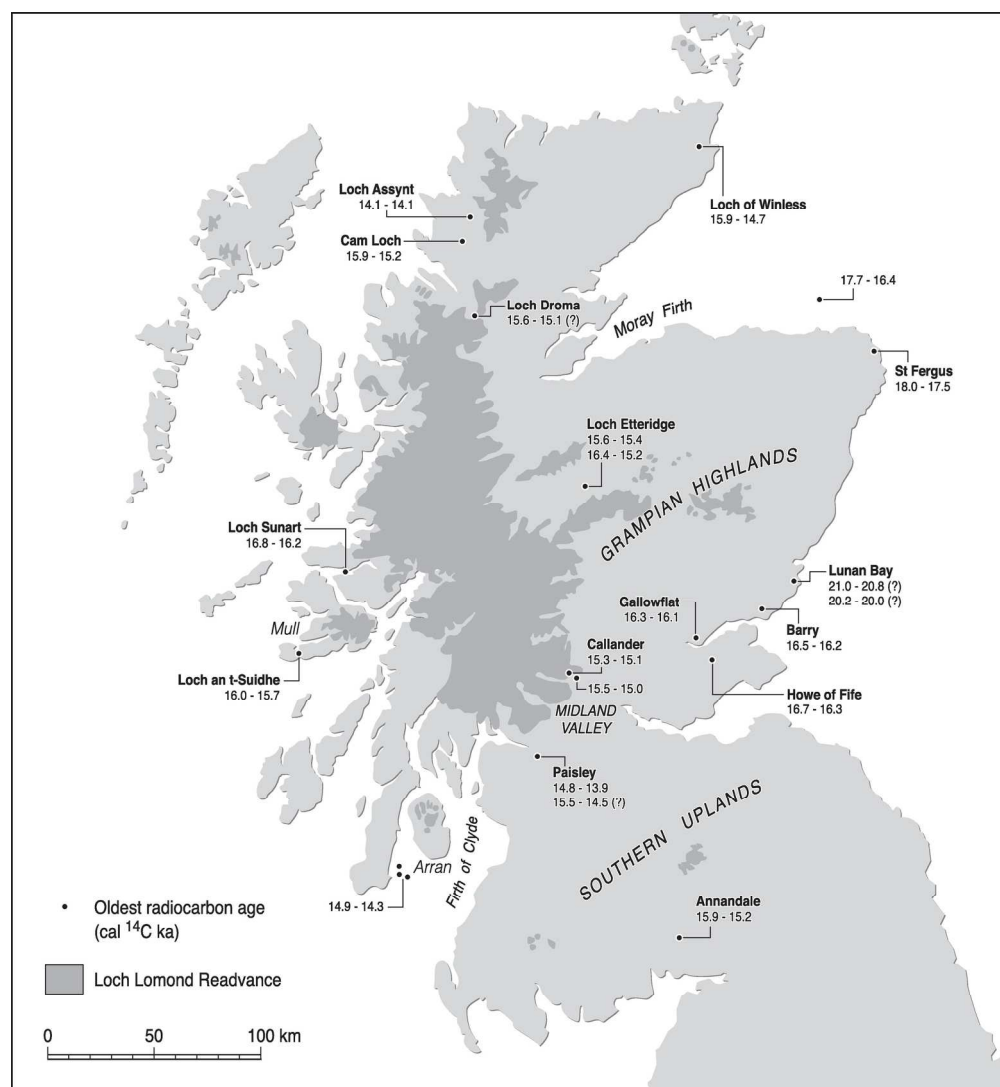 Loch of Winless
15.9 - 14.7
Loch Assynt
14.1 - 14.1
Cam Loch
15.9 - 15.2
17.7 - 16.4
Loch Droma
15.6 - 15.1 (?)
Moray Firth
St Fergus
18.0 - 17.5
Loch Etteridge
15.6 - 15.4
16.4 - 15.2
GRAMPIAN HIGHLANDS
Loch Sunart
16.8 - 16.2
Lunan Bay
21.0 - 20.8 (?)
20.2 - 20.0 (?)
Gallowflat
16.3 - 16.1
Barry
16.5 - 16.2
Mull
Callander
15.3 - 15.1
Loch an t-Suidhe
16.0 - 15.7
15.5 - 15.0
Howe of Fife
16.7 - 16.3
MIDLAND
VALLEY
Paisley
14.8 - 13.9
15.5 - 14.5 (?)
SOUTHERN UPLANDS
Firth of Clyde
Arran
14.9 - 14.3
Annandale
15.9 - 15.2
Oldest radiocarbon age
(cal ¹⁴C ka)
Loch Lomond Readvance
0 50 100 km